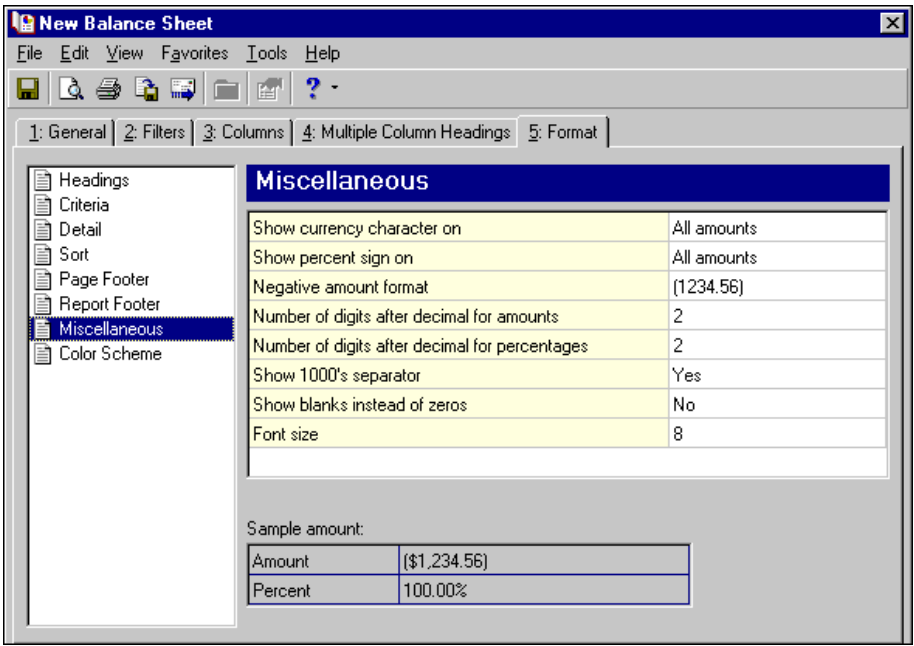 New Balance Sheet
File Edit View Favorites Tools Help
?
1: General 2: Filters 3: Columns 4: Multiple Column Headings 5: Format
Headings
Criteria
Detail
Sort
Page Footer
Report Footer
Miscellaneous
Color Scheme
Miscellaneous
Show currency character on All amounts
Show percent sign on All amounts
Negative amount format (1234.56)
Number of digits after decimal for amounts 2
Number of digits after decimal for percentages 2
Show 1000's separator Yes
Show blanks instead of zeros No
Font size 8
Sample amount:
Amount ($1,234.56)
Percent 100.00%